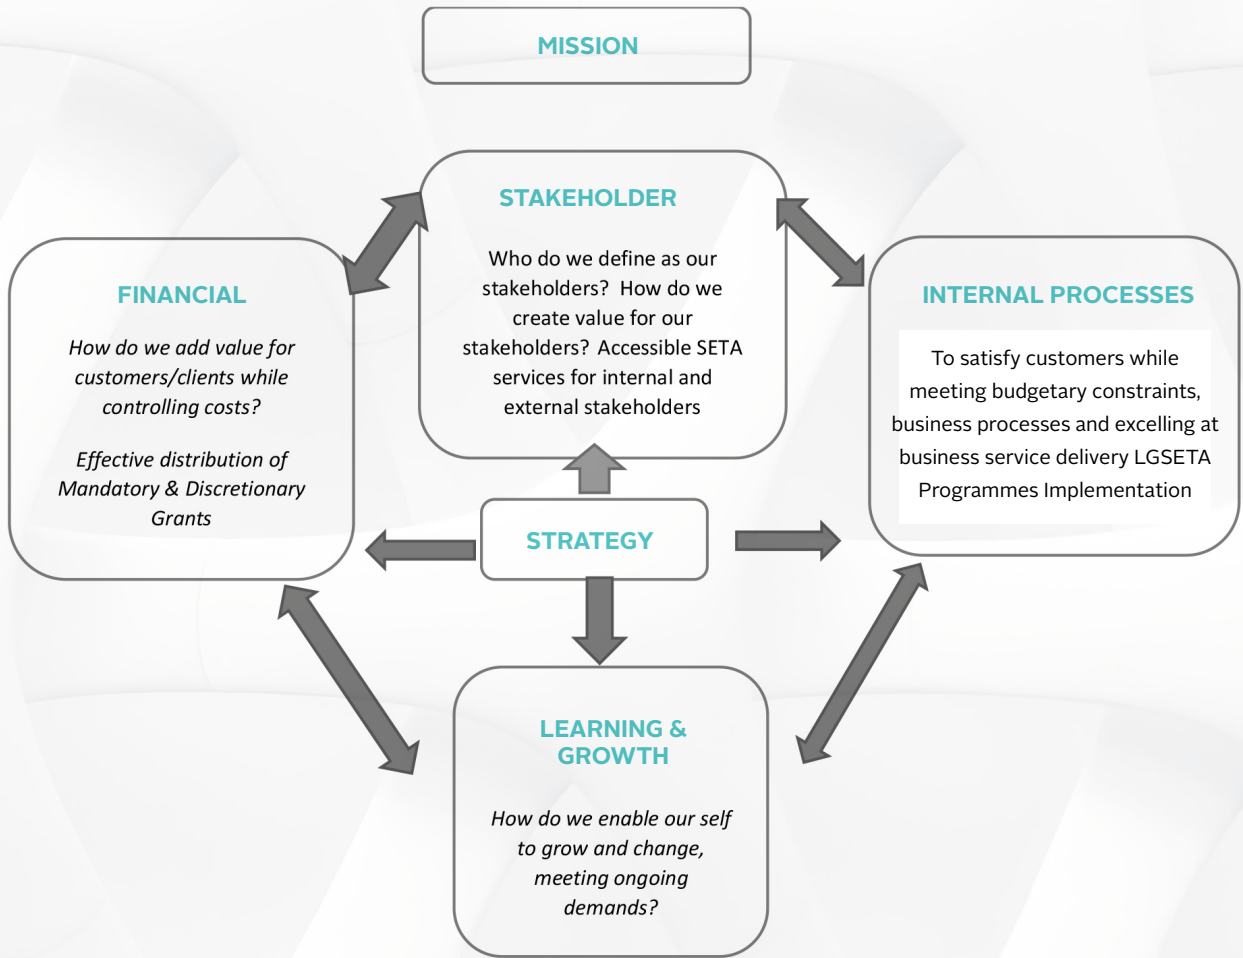 MISSION
STAKEHOLDER
Who do we define as our
stakeholders? How do we
create value for our
stakeholders? Accessible SETA
services for internal and
external stakeholders
FINANCIAL
How do we add value for
customers/clients while
controlling costs?
Effective distribution of
Mandatory & Discretionary
Grants
INTERNAL PROCESSES
To satisfy customers while
meeting budgetary constraints,
business processes and excelling at
business service delivery LGSETA
Programmes Implementation
STRATEGY
LEARNING &
GROWTH
How do we enable our self
to grow and change,
meeting ongoing
demands?